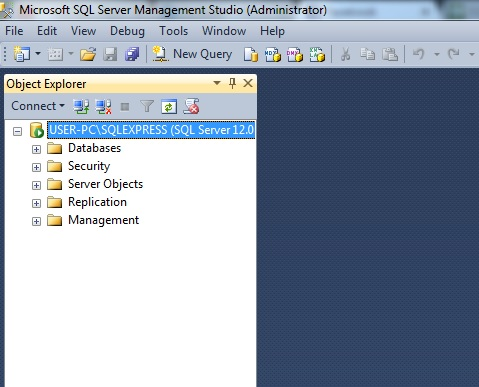 Microsoft SQL Server Management Studio (Administrator)
File Edit View Debug Tools Window Help
New Query
Object Explorer
Connect
USER-PC\SQLEXPRESS (SQL Server 12.0
Databases
Security
Server Objects
Replication
Management